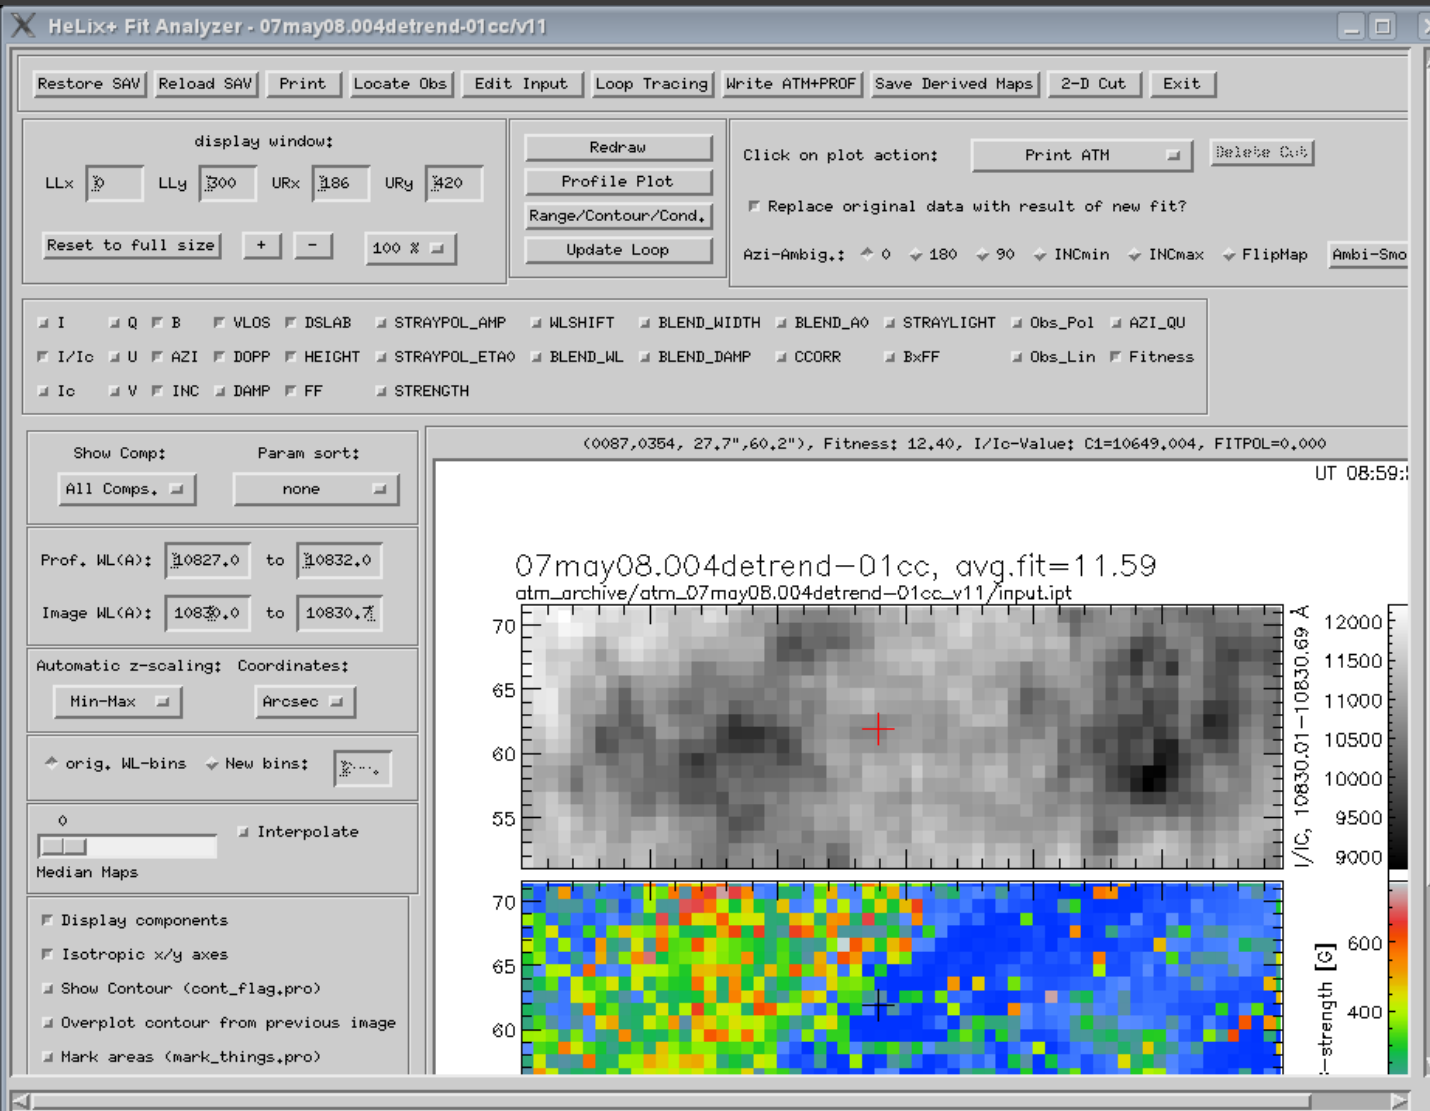 HeLix+ Fit Analyzer - 07may08.004detrend-01cc/v11
Restore SAV Reload SAV Print Locate Obs Edit Input Loop Tracing Write ATM+PROF Save Derived Maps 2-D Cut Exit
display window:
LLx 0 LLy 300 URx 186 URy 420
Reset to full size + - 100 %
Redraw
Profile Plot
Range/Contour/Cond.
Update Loop
Click on plot action: Print ATM Delete Cut
Replace original data with result of new fit?
Azi-Ambig.: 0 180 90 INCmin INCmax FlipMap Ambi-Smo
I Q B VLOS DSLAB STRAYPOL_AMP WLSHIFT BLEND_WIDTH BLEND_A0 STRAYLIGHT Obs_Pol AZI_QU
I/Ic U AZI DOPP HEIGHT STRAYPOL_ETA0 BLEND_WL BLEND_DAMP CCORR BxFF Obs_Lin Fitness
Ic V INC DAMP FF STRENGTH
Show Comp: Param sort:
All Comps. none
Prof. WL(A): 10827.0 to 10832.0
Image WL(A): 10830.0 to 10830.7
Automatic z-scaling: Coordinates:
Min-Max Arcsec
orig. WL-bins New bins:
0
Interpolate
Median Maps
Display components
Isotropic x/y axes
Show Contour (cont_flag.pro)
Overplot contour from previous image
Mark areas (mark_things.pro)
(0087,0354, 27.7",60.2"), Fitness: 12.40, I/Ic-Value: C1=10649.004, FITPOL=0.000
UT 08:59:
07may08.004detrend-01cc, avg.fit=11.59
atm_archive/atm_07may08.004detrend-01cc_v11/input.ipt
70
65
60
55
I/IC, 10830.01-10830.69 Å
12000
11500
11000
10500
10000
9500
9000
70
65
60
-strength [G]
600
400